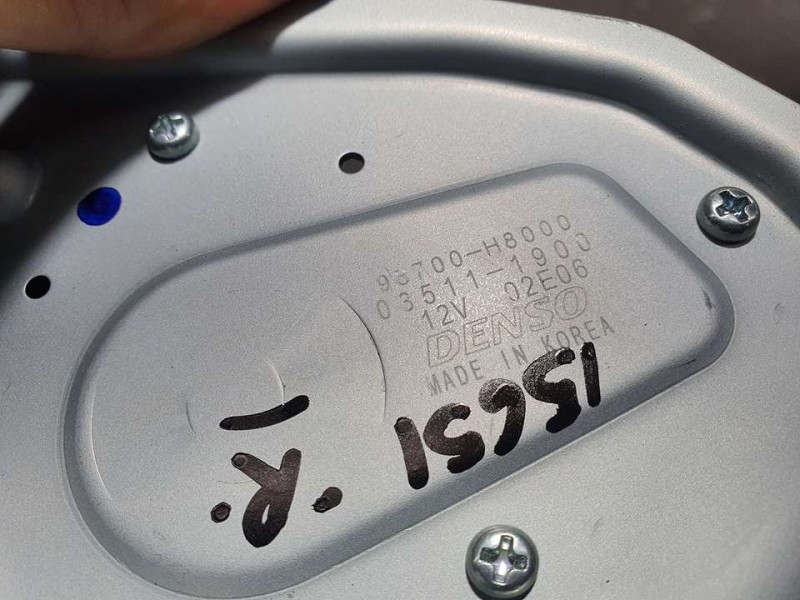 98700-H8000
03511-1900
12V 02E06
DENSO
MADE IN KOREA
15651
"R"